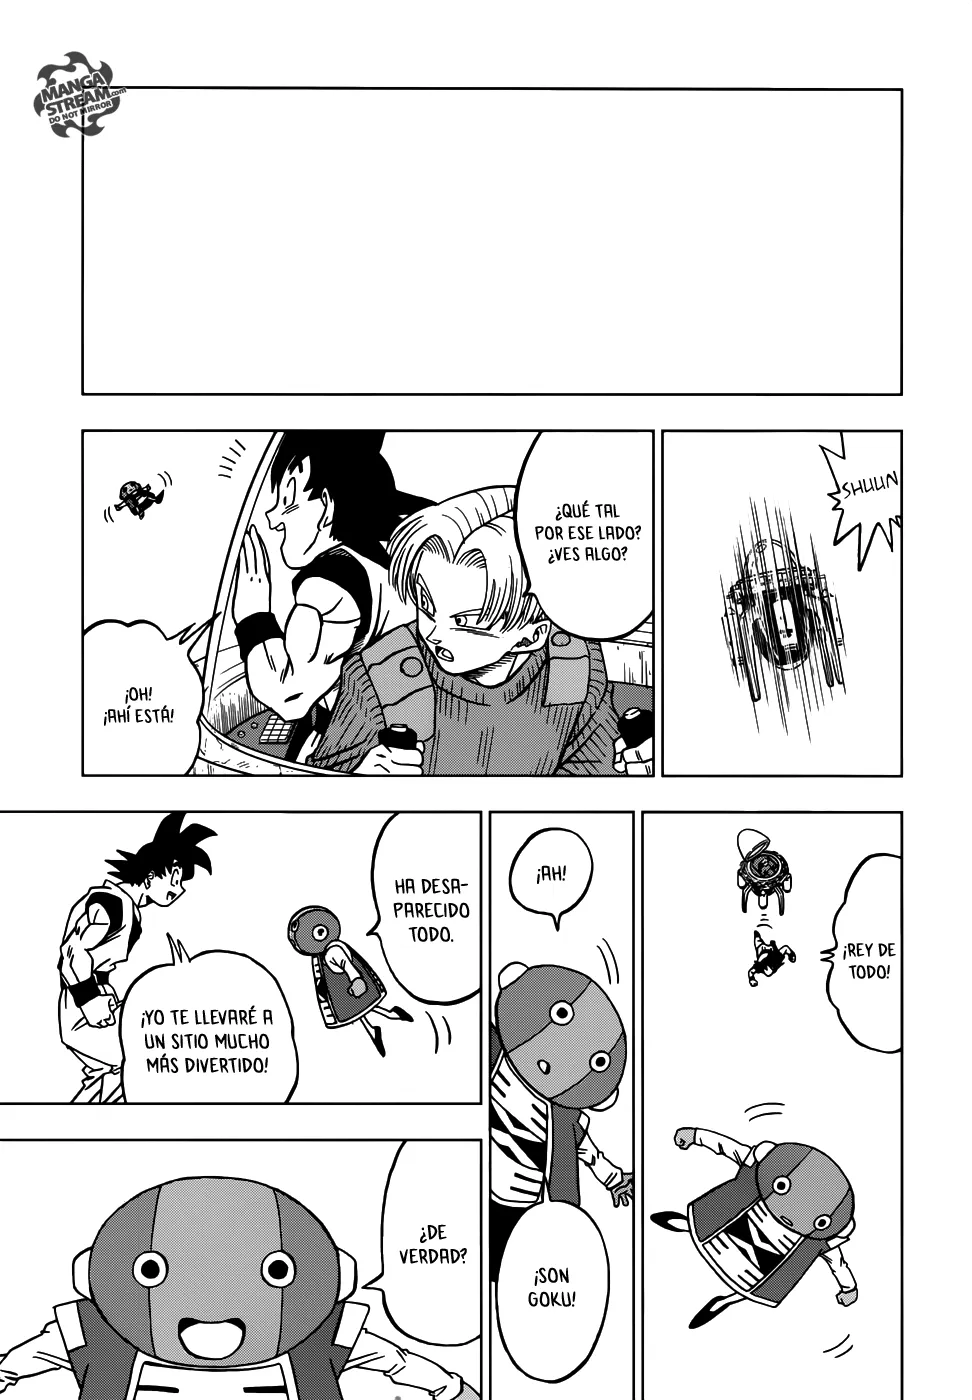 MANGA
STREAM.com
DO NOT MIRROR
SHUUN
¿QUÉ TAL
POR ESE LADO?
¿VES ALGO?
¡OH!
¡AHÍ ESTÁ!
¡REY DE
TODO!
¡AH!
¡SON
GOKU!
HA DESA-
PARECIDO
TODO.
¡YO TE LLEVARÉ A
UN SITIO MUCHO
MÁS DIVERTIDO!
¿DE
VERDAD?